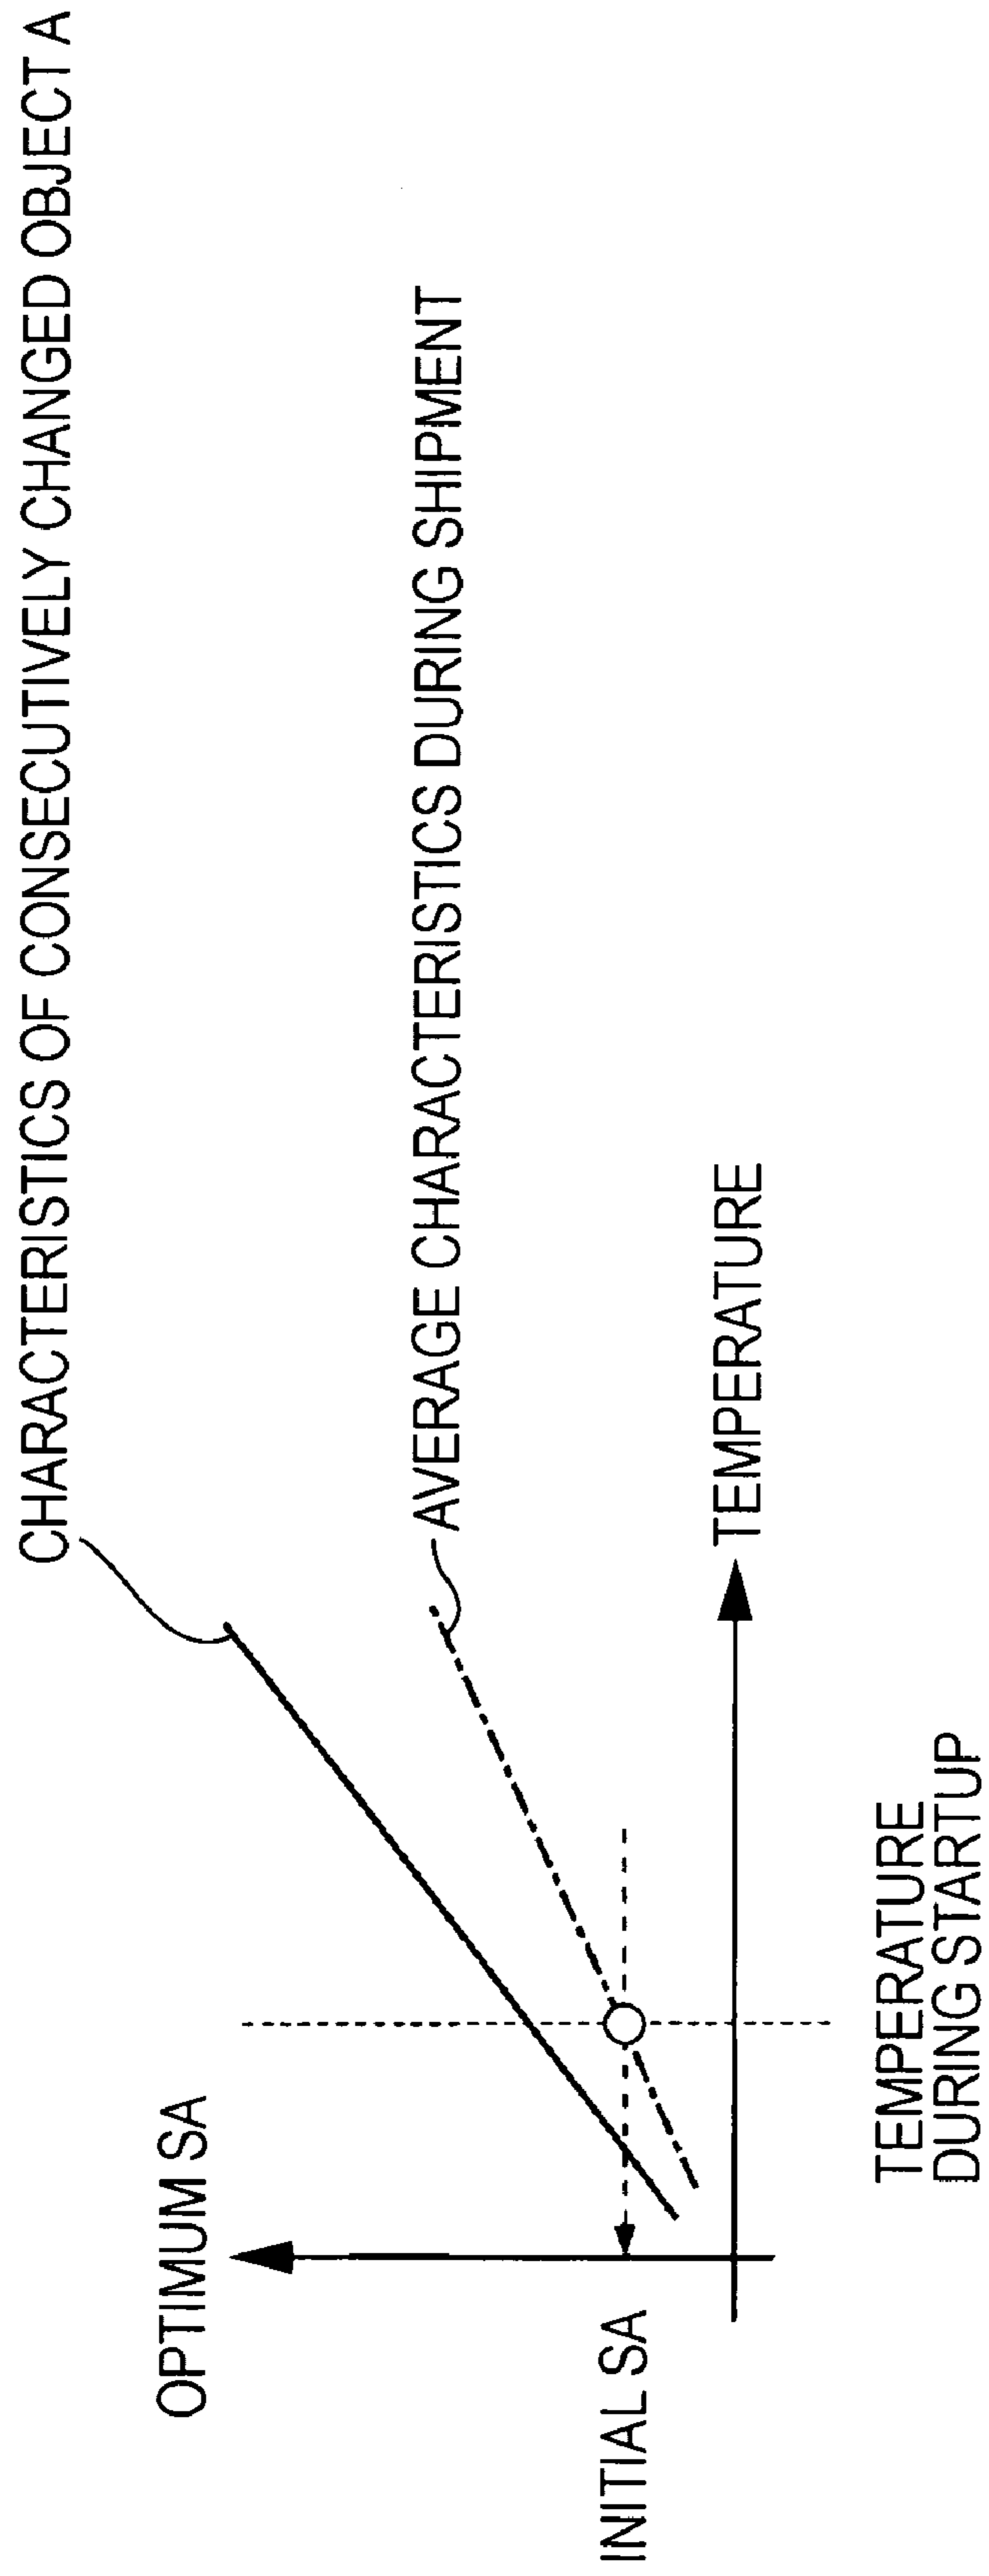 CHARACTERISTICS OF CONSECUTIVELY CHANGED OBJECT A
OPTIMUM SA
AVERAGE CHARACTERISTICS DURING SHIPMENT
INITIAL SA
TEMPERATURE
TEMPERATURE
DURING STARTUP